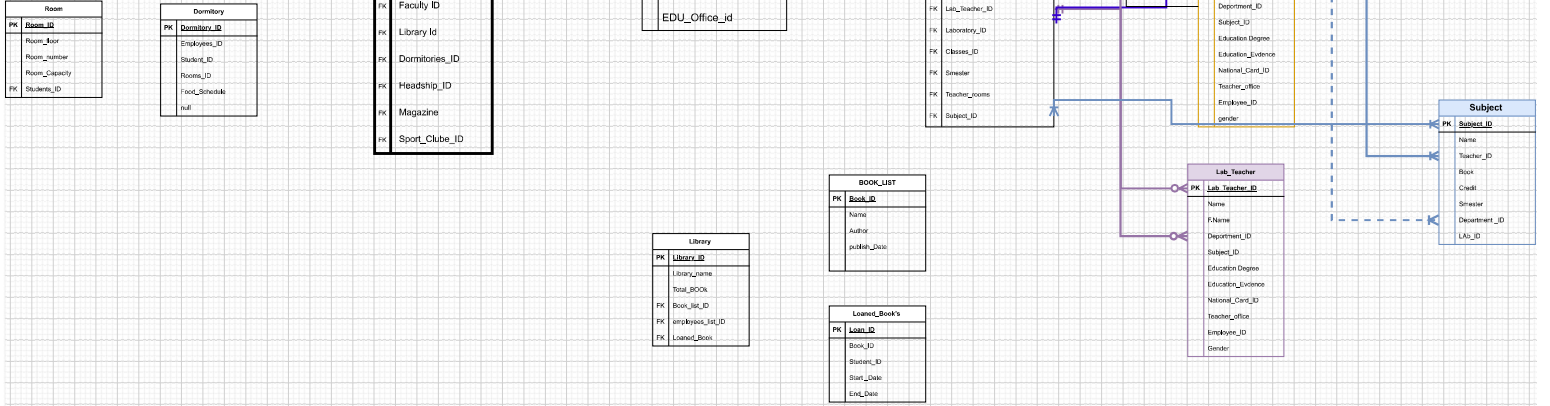 Room
PK Room_ID
Room_floor
Room_number
Room_Capacity
FK Students_ID
Dormitory
PK Dormitory_ID
Employees_ID
Student_ID
Rooms_ID
Food_Schedule
null
FK Faculty ID
FK Library Id
FK Dormitories_ID
FK Headship_ID
FK Magazine
FK Sport_Clube_ID
EDU_Office_id
FK Lan_Teacher_ID
FK Laboratory_ID
FK Classes_ID
FK Smester
FK Teacher_rooms
FK Subject_ID
Deportment_ID
Subject_ID
Education Degree
Education_Evdence
National_Card_ID
Teacher_office
Employee_ID
gender
Subject
PK Subject_ID
Name
Teacher_ID
Book
Credit
Smester
Department _ID
LAb_ID
Lab_Teacher
PK Lab_Teacher_ID
Name
F.Name
Deportment_ID
Subject_ID
Education Degree
Education_Evdence
National_Card_ID
Teacher_office
Employee_ID
Gender
BOOK_LIST
PK Book_ID
Name
Author
publish_Date
Library
PK Library_ID
Library_name
Total_BOOk
FK Book_list_ID
FK employees_list_ID
FK Loaned_Book
Loaned_Book's
PK Loan_ID
Book_ID
Student_ID
Start_Date
End_Date